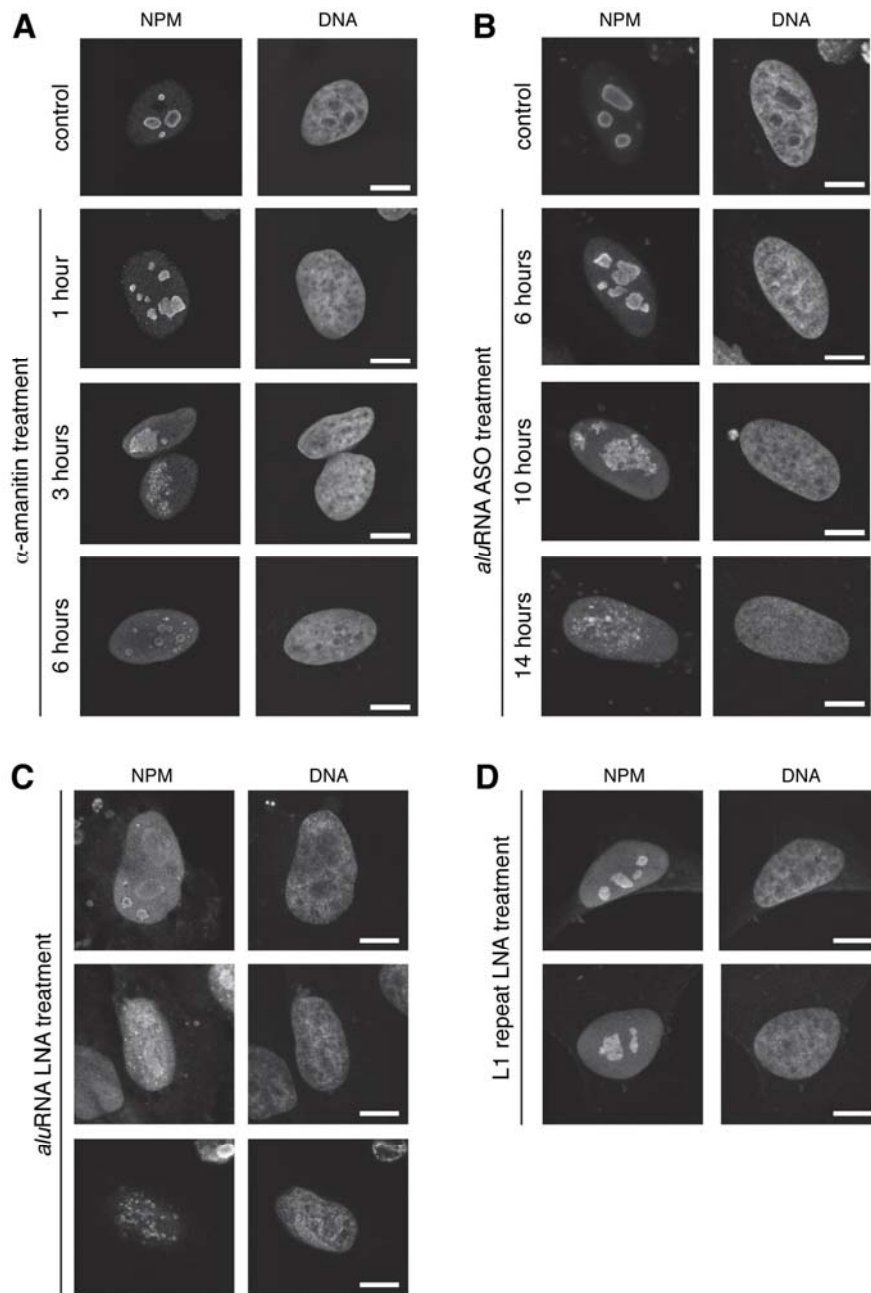 A
NPM
DNA
control
α-amanitin treatment
1 hour
3 hours
6 hours
B
NPM
DNA
control
aluRNA ASO treatment
6 hours
10 hours
14 hours
C
NPM
DNA
aluRNA LNA treatment
D
NPM
DNA
L1 repeat LNA treatment